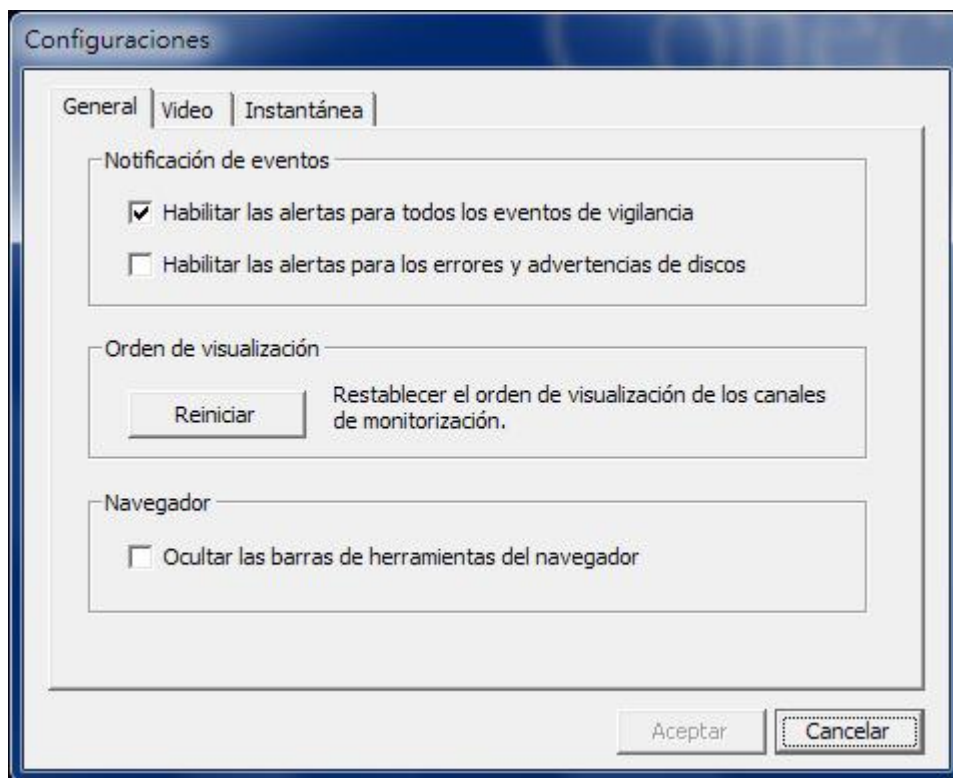 Configuraciones
General
Video
Instantánea
Notificación de eventos
Habilitar las alertas para todos los eventos de vigilancia
Habilitar las alertas para los errores y advertencias de discos
Orden de visualización
Reiniciar
Restablecer el orden de visualización de los canales
de monitorización.
Navegador
Ocultar las barras de herramientas del navegador
Aceptar
Cancelar